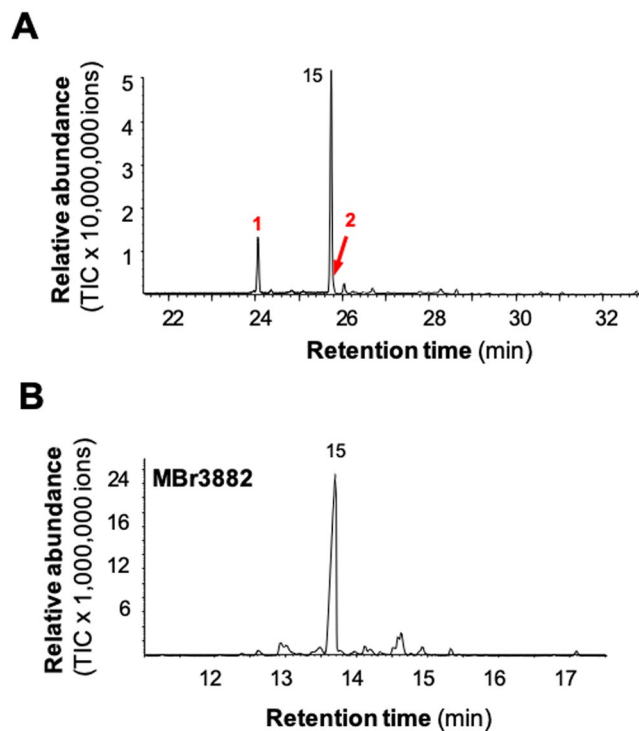 A
Relative abundance
(TIC x 10,000,000 ions)
5
4
3
2
1
15
1
2
22 24 26 28 30 32
Retention time (min)
B
Relative abundance
(TIC x 1,000,000 ions)
24
16
12
6
MBr3882
15
12 13 14 15 16 17
Retention time (min)